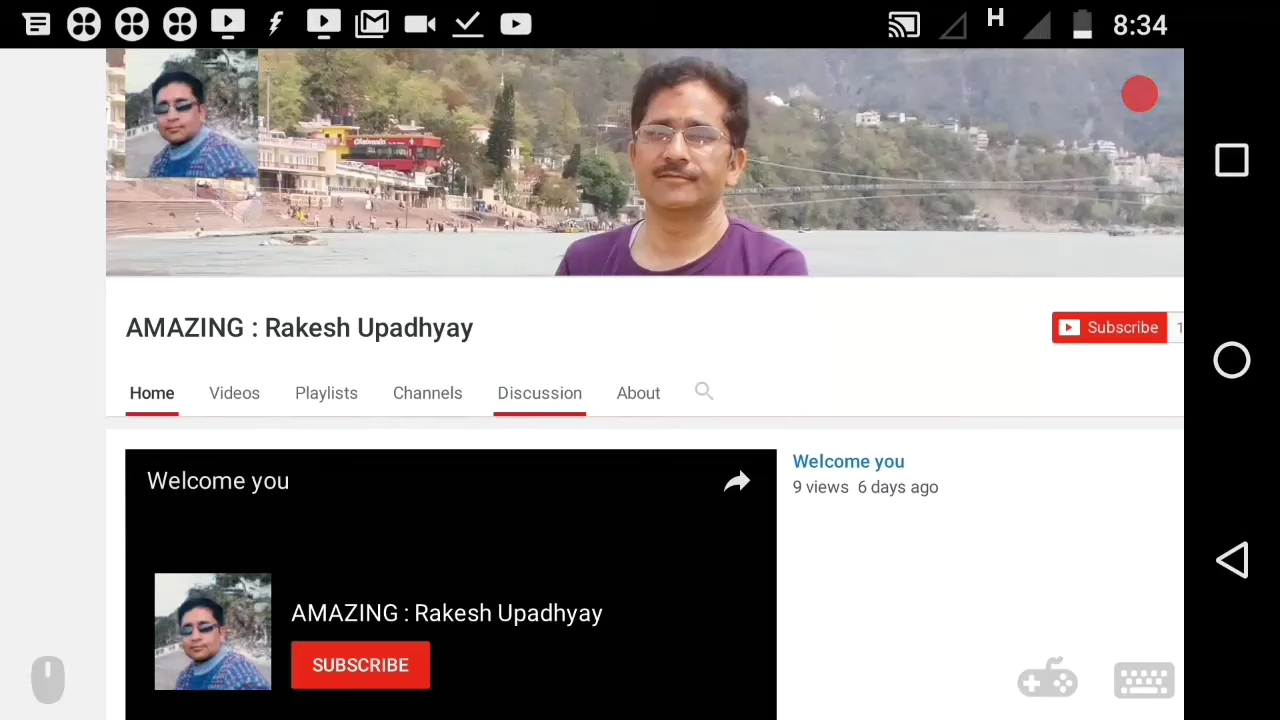 H 8:34
AMAZING : Rakesh Upadhyay
Subscribe 1
Home Videos Playlists Channels Discussion About
Welcome you
Welcome you
9 views 6 days ago
AMAZING : Rakesh Upadhyay
SUBSCRIBE